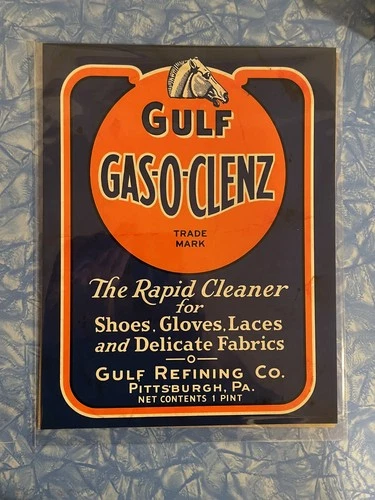 GULF
GAS-O-CLENZ
TRADE
MARK
The Rapid Cleaner
for
Shoes, Gloves, Laces
and Delicate Fabrics
GULF REFINING CO.
PITTSBURGH, PA.
NET CONTENTS 1 PINT